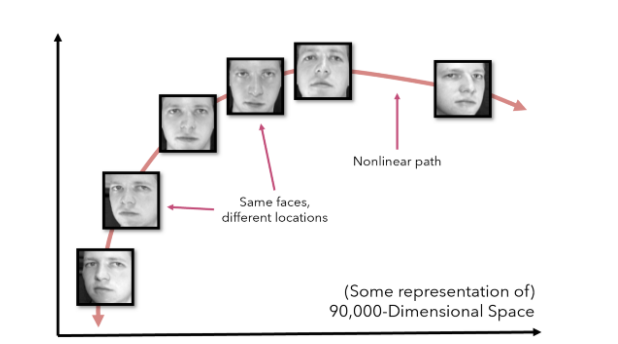 Nonlinear path
Same faces,
different locations
(Some representation of)
90,000-Dimensional Space